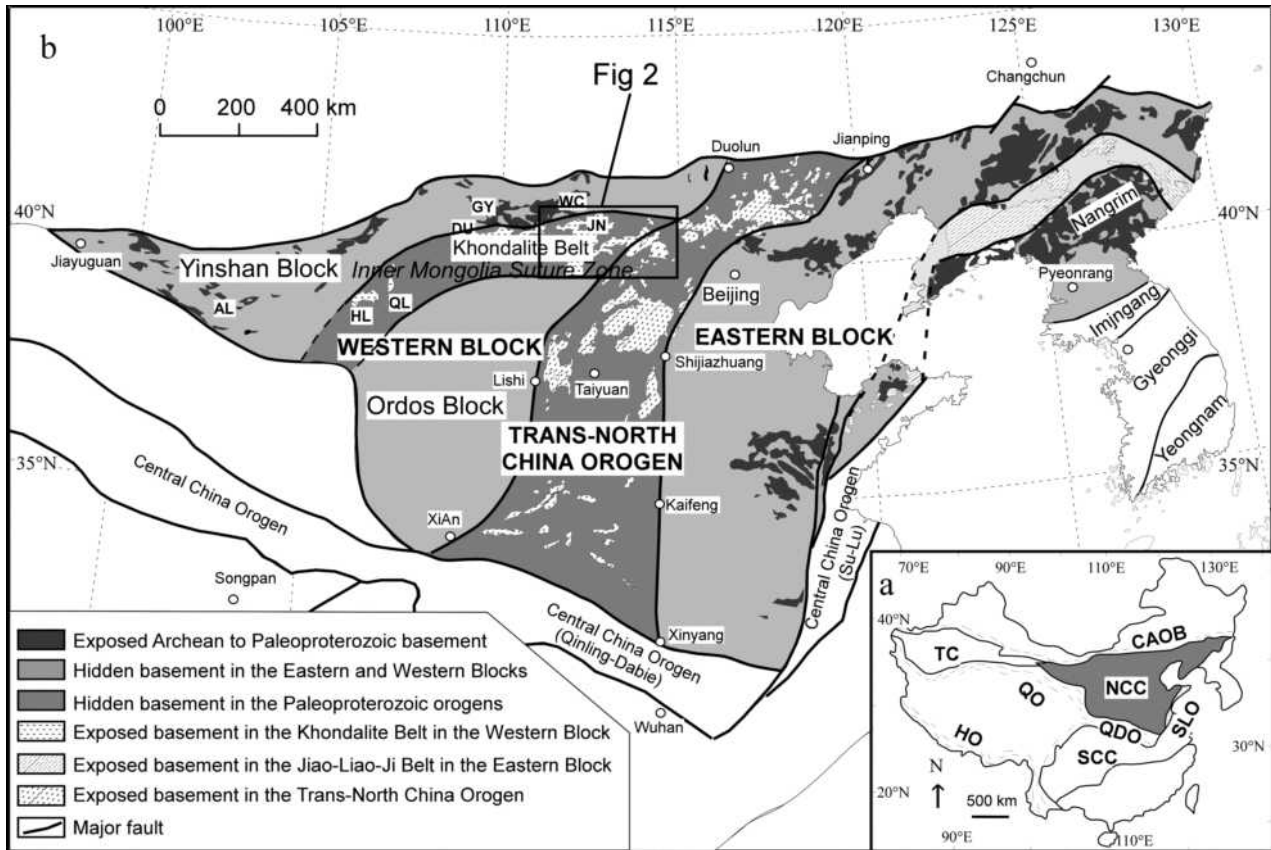 100°E
105°E
110°E
115°E
120°E
125°E
130°E
b
Fig 2
Changchun
0 200 400 km
Duolun
Jianping
40°N
GY
WC
DU
JN
Khondalite Belt
Nangrim
40°N
Jiayuguan
Yinshan Block
Inner Mongolia Suture Zone
Pyeonrang
AL
HL
QL
Beijing
Imjngang
WESTERN BLOCK
EASTERN BLOCK
Gyeonggi
Lishi
Taiyuan
Shijiazhuang
Ordos Block
Yeongnam
TRANS-NORTH
CHINA OROGEN
35°N
35°N
Central China Orogen
Kaifeng
XiAn
Central China Orogen
(Su-Lu)
Songpan
Central China Orogen
(Qinling-Dabie)
Xinyang
Wuhan
Exposed Archean to Paleoproterozoic basement
Hidden basement in the Eastern and Western Blocks
Hidden basement in the Paleoproterozoic orogens
Exposed basement in the Khondalite Belt in the Western Block
Exposed basement in the Jiao-Liao-Ji Belt in the Eastern Block
Exposed basement in the Trans-North China Orogen
Major fault
70°E
90°E
110°E
130°E
a
40°N
TC
CAOB
QO
NCC
HO
QDO
SLO
SCC
30°N
N
20°N
500 km
90°E
110°E